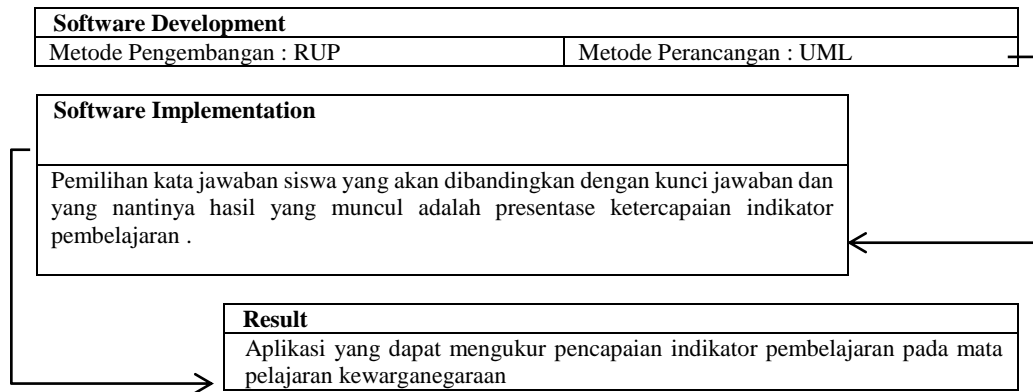 Software Development
Metode Pengembangan : RUP Metode Perancangan : UML
Software Implementation
Pemilihan kata jawaban siswa yang akan dibandingkan dengan kunci jawaban dan
yang nantinya hasil yang muncul adalah presentase ketercapaian indikator
pembelajaran .
Result
Aplikasi yang dapat mengukur pencapaian indikator pembelajaran pada mata
pelajaran kewarganegaraan